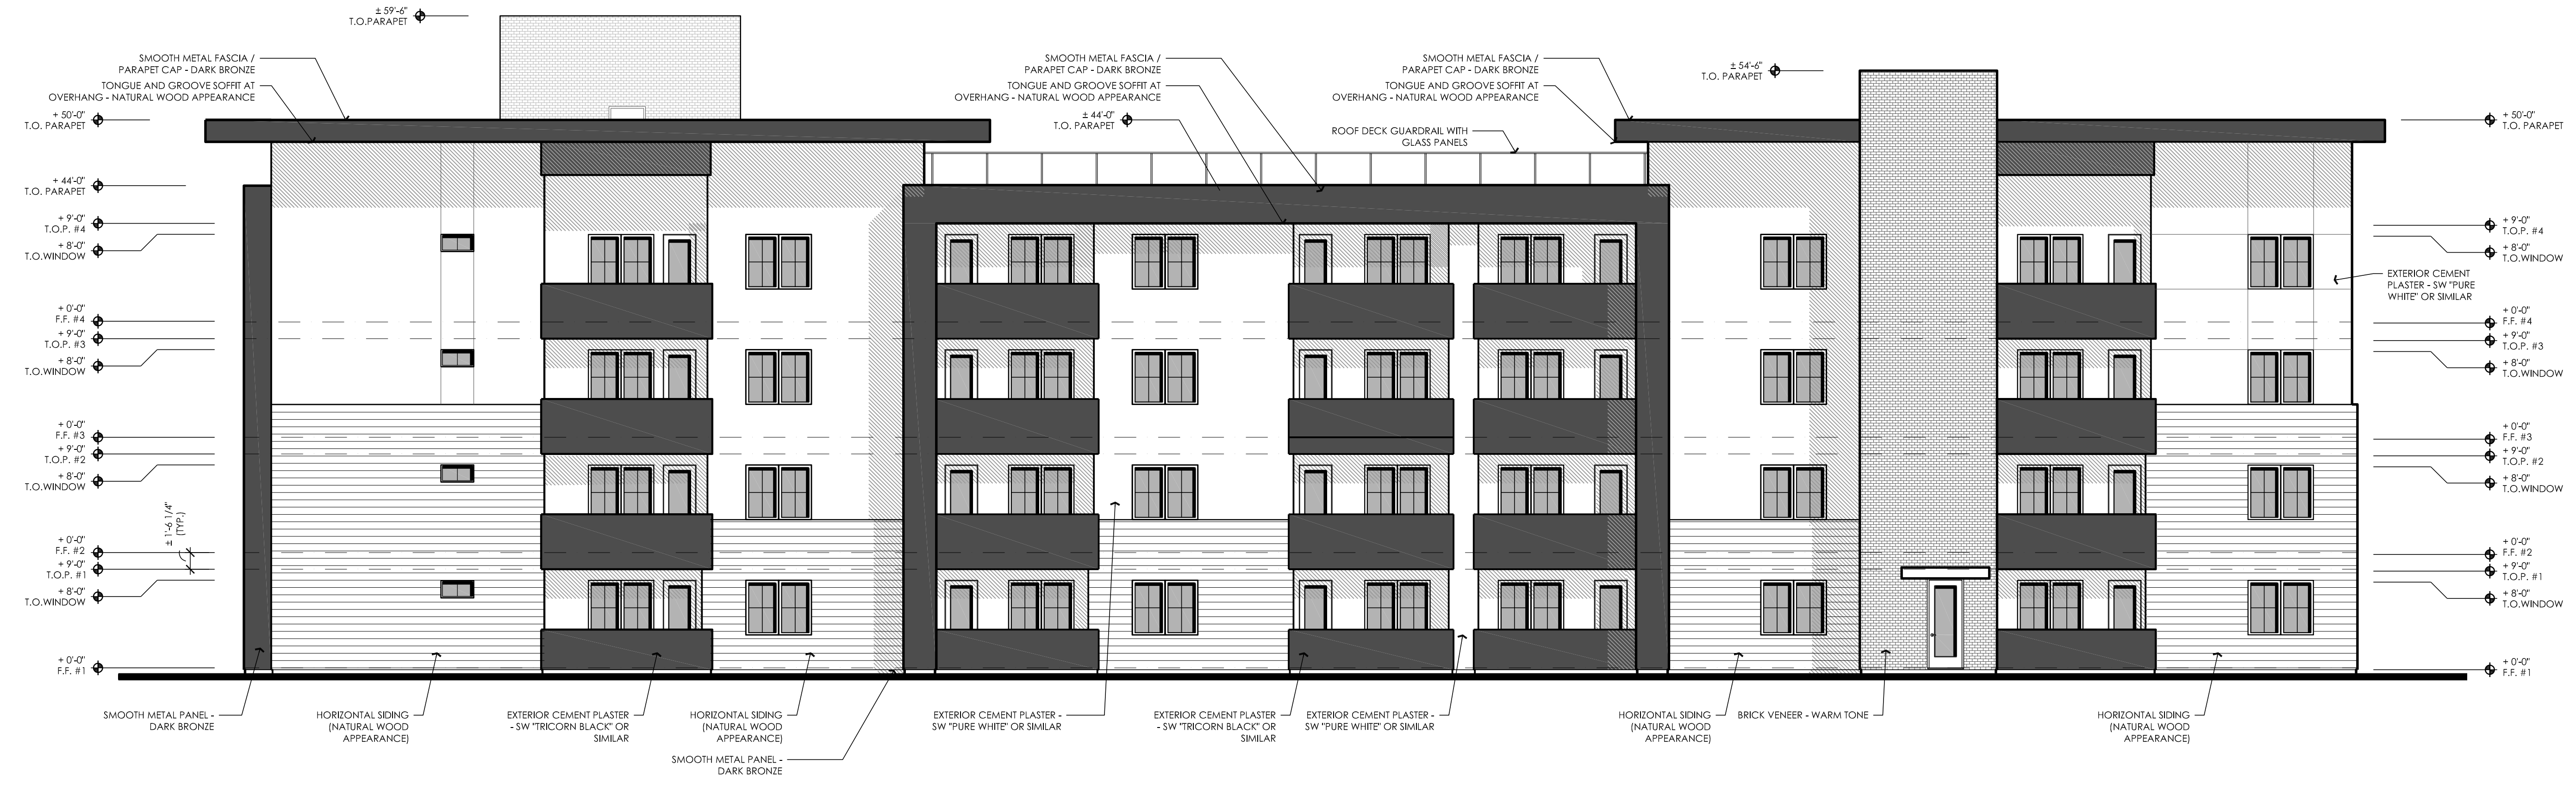 ± 59'-6"
T.O.PARAPET
SMOOTH METAL FASCIA /
PARAPET CAP - DARK BRONZE
TONGUE AND GROOVE SOFFIT AT
OVERHANG - NATURAL WOOD APPEARANCE
SMOOTH METAL FASCIA /
PARAPET CAP - DARK BRONZE
TONGUE AND GROOVE SOFFIT AT
OVERHANG - NATURAL WOOD APPEARANCE
± 44'-0"
T.O. PARAPET
SMOOTH METAL FASCIA /
PARAPET CAP - DARK BRONZE
TONGUE AND GROOVE SOFFIT AT
OVERHANG - NATURAL WOOD APPEARANCE
ROOF DECK GUARDRAIL WITH
GLASS PANELS
± 54'-6"
T.O. PARAPET
+ 50'-0"
T.O. PARAPET
+ 44'-0"
T.O. PARAPET
+ 9'-0"
T.O.P. #4
+ 8'-0"
T.O.WINDOW
+ 0'-0"
F.F. #4
+ 9'-0"
T.O.P. #3
+ 8'-0"
T.O.WINDOW
+ 0'-0"
F.F. #3
+ 9'-0"
T.O.P. #2
+ 8'-0"
T.O.WINDOW
± 1'-6 1/4"
(TYP.)
+ 0'-0"
F.F. #2
+ 9'-0"
T.O.P. #1
+ 8'-0"
T.O.WINDOW
+ 0'-0"
F.F. #1
+ 50'-0"
T.O. PARAPET
+ 9'-0"
T.O.P. #4
+ 8'-0"
T.O.WINDOW
EXTERIOR CEMENT
PLASTER - SW "PURE
WHITE" OR SIMILAR
+ 0'-0"
F.F. #4
+ 9'-0"
T.O.P. #3
+ 8'-0"
T.O.WINDOW
+ 0'-0"
F.F. #3
+ 9'-0"
T.O.P. #2
+ 8'-0"
T.O.WINDOW
+ 0'-0"
F.F. #2
+ 9'-0"
T.O.P. #1
+ 8'-0"
T.O.WINDOW
+ 0'-0"
F.F. #1
SMOOTH METAL PANEL -
DARK BRONZE
HORIZONTAL SIDING
(NATURAL WOOD
APPEARANCE)
EXTERIOR CEMENT PLASTER
- SW "TRICORN BLACK" OR
SIMILAR
HORIZONTAL SIDING
(NATURAL WOOD
APPEARANCE)
SMOOTH METAL PANEL -
DARK BRONZE
EXTERIOR CEMENT PLASTER -
SW "PURE WHITE" OR SIMILAR
EXTERIOR CEMENT PLASTER
- SW "TRICORN BLACK" OR
SIMILAR
EXTERIOR CEMENT PLASTER -
SW "PURE WHITE" OR SIMILAR
HORIZONTAL SIDING
(NATURAL WOOD
APPEARANCE)
BRICK VENEER - WARM TONE
HORIZONTAL SIDING
(NATURAL WOOD
APPEARANCE)